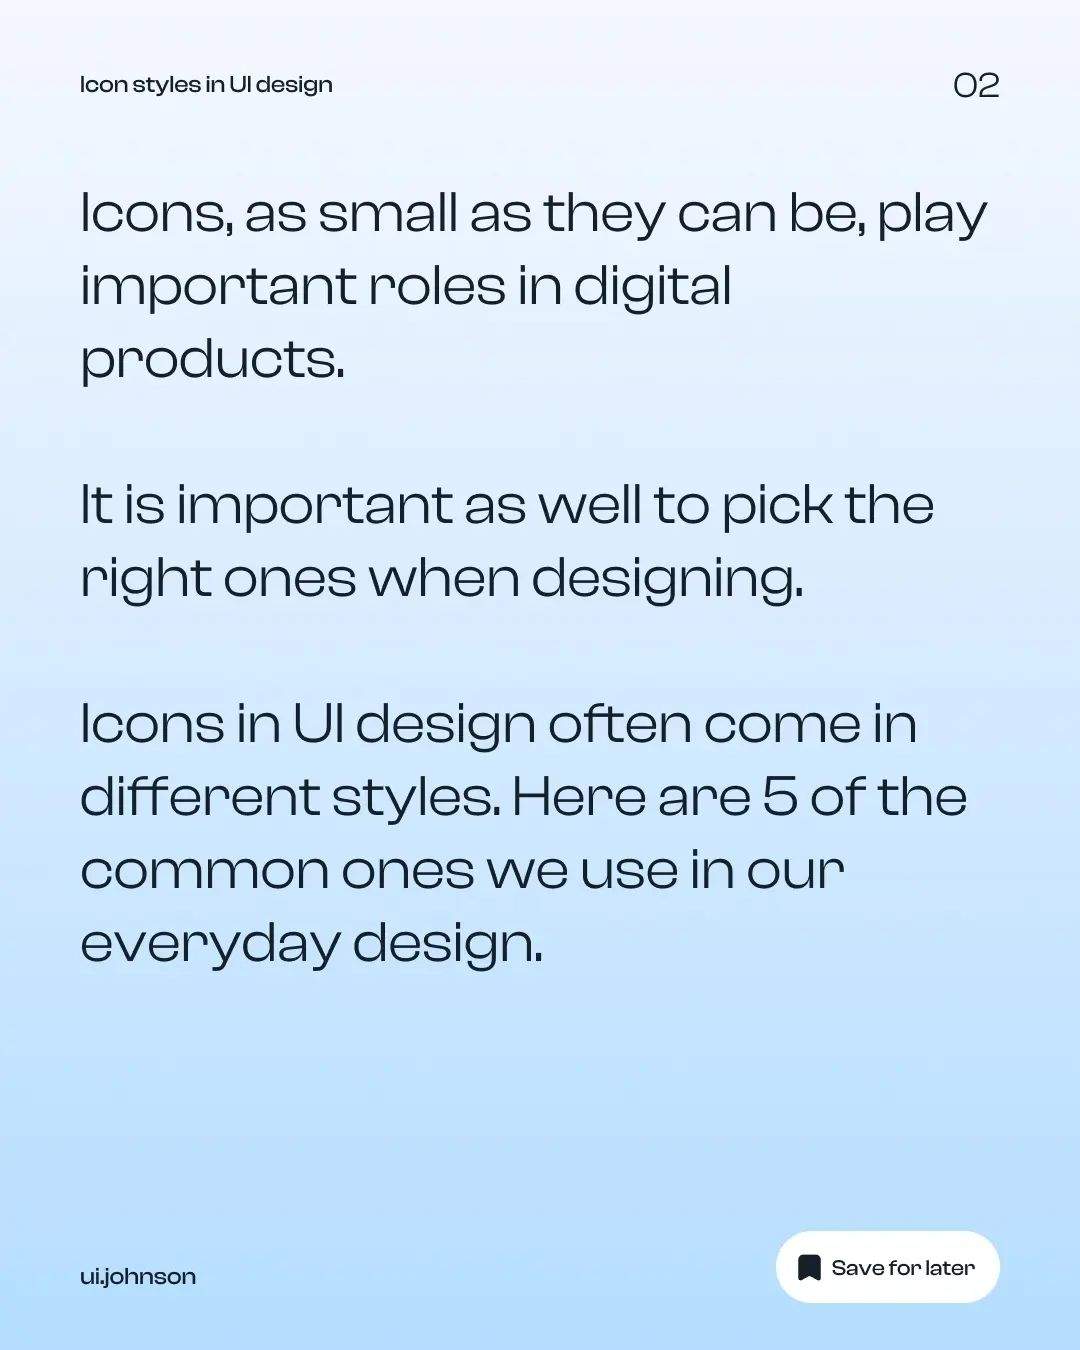 Icon styles in UI design
02
Icons, as small as they can be, play
important roles in digital
products.
It is important as well to pick the
right ones when designing.
Icons in UI design often come in
different styles. Here are 5 of the
common ones we use in our
everyday design.
ui.johnson
Save for later